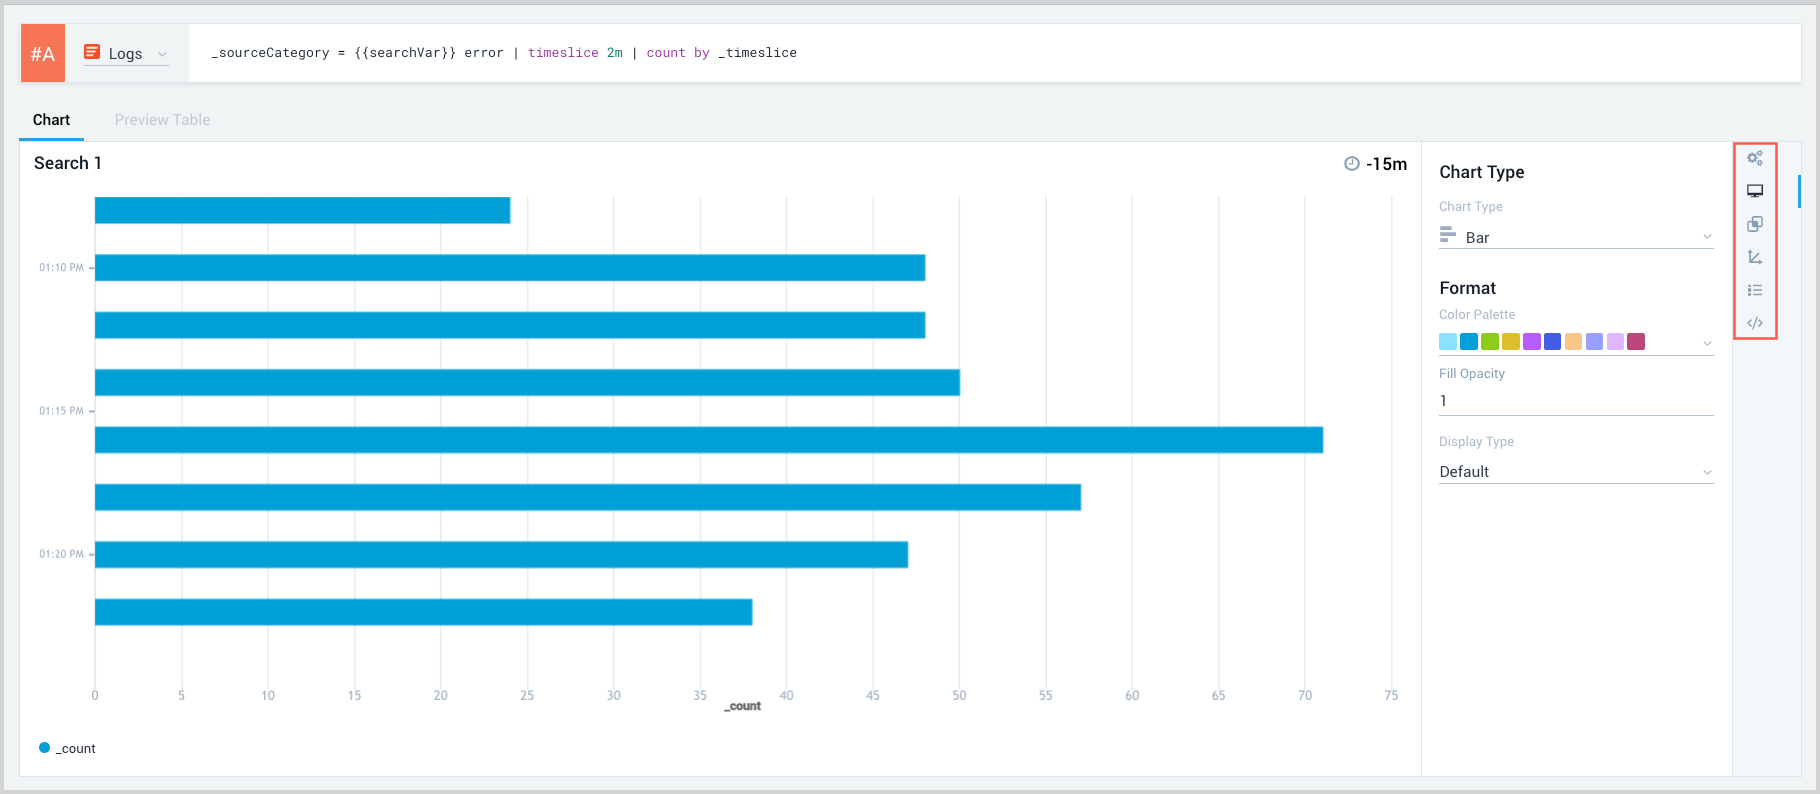 #A Logs _sourceCategory = {{searchVar}} error | timeslice 2m | count by _timeslice
Chart Preview Table
Search 1 -15m
01:10 PM
01:15 PM
01:20 PM
0 5 10 15 20 25 30 35 40 45 50 55 60 65 70 75
_count
_count
Chart Type
Chart Type
Bar
Format
Color Palette
Fill Opacity
1
Display Type
Default